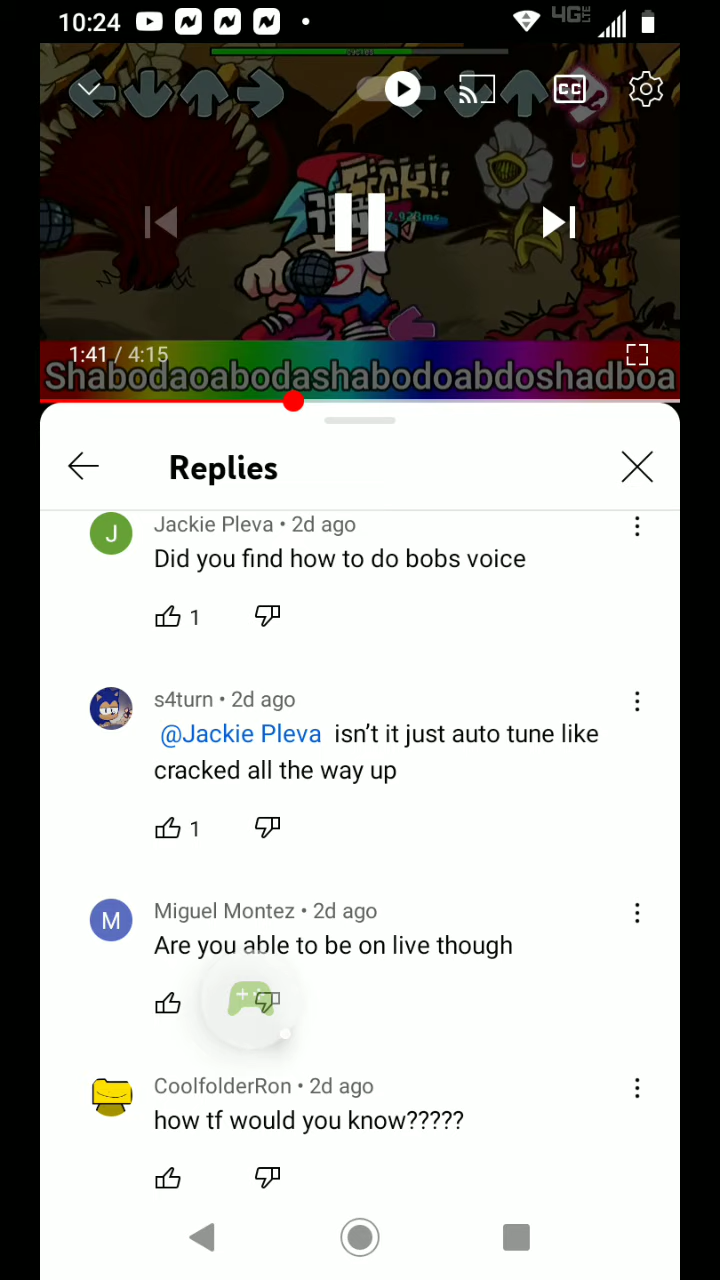 10:24
4G LTE
CC
Sick!!
1:41 / 4:15
Shabodaoabodashabodoabdoshadboa
Replies
J
Jackie Pleva • 2d ago
Did you find how to do bobs voice
1
s4turn • 2d ago
@Jackie Pleva isn’t it just auto tune like
cracked all the way up
1
M
Miguel Montez • 2d ago
Are you able to be on live though
CoolfolderRon • 2d ago
how tf would you know?????